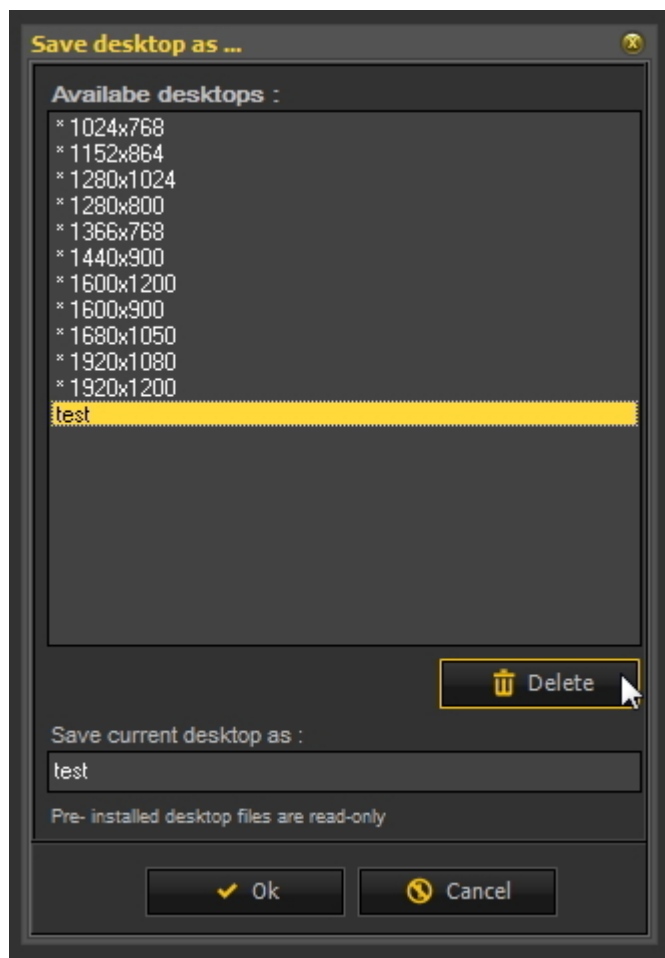 Save desktop as ...
Availabe desktops :
* 1024x768
* 1152x864
* 1280x1024
* 1280x800
* 1366x768
* 1440x900
* 1600x1200
* 1600x900
* 1680x1050
* 1920x1080
* 1920x1200
test
Delete
Save current desktop as :
test
Pre- installed desktop files are read-only
Ok Cancel